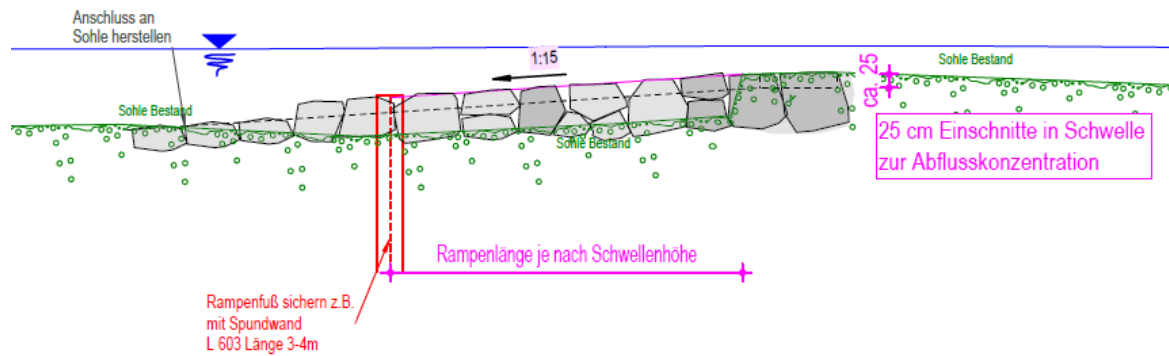 Anschluss an
Sohle herstellen
1:15
Sohle Bestand
ca. 25
Sohle Bestand
25 cm Einschnitte in Schwelle
zur Abflusskonzentration
Sohle Bestand
Rampenlänge je nach Schwellenhöhe
Rampenfuß sichern z.B.
mit Spundwand
L 603 Länge 3-4m